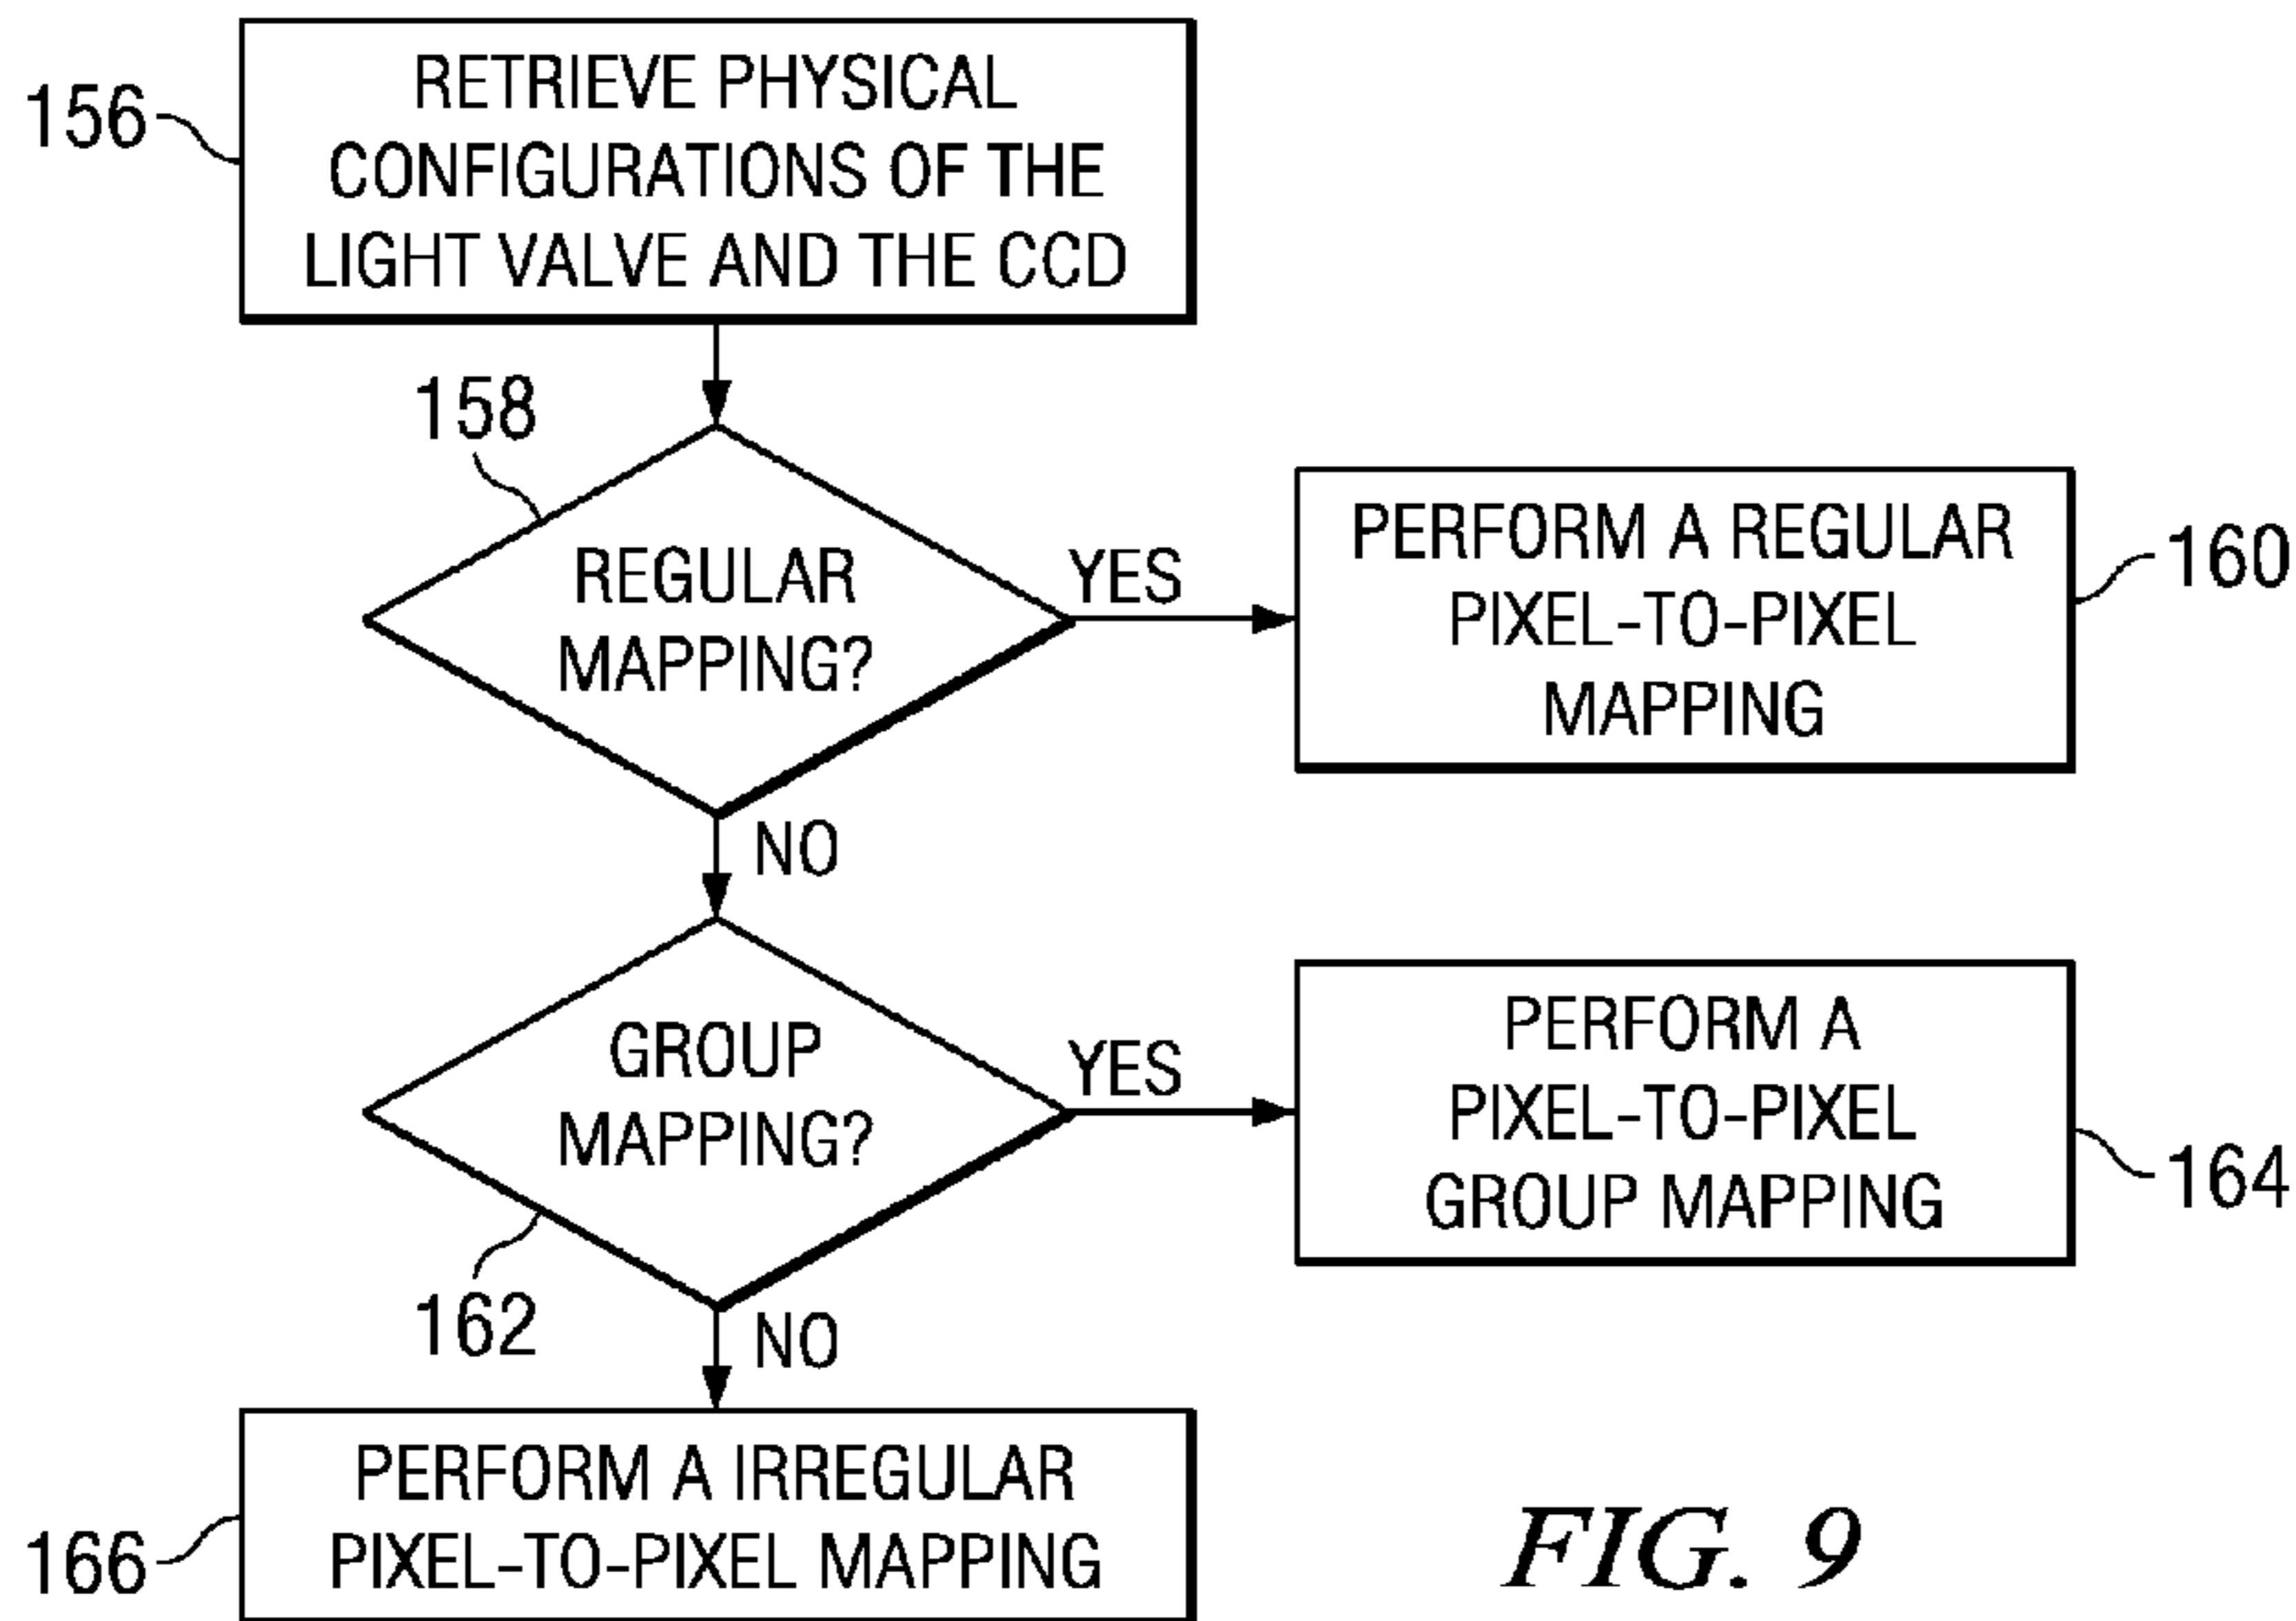 156
RETRIEVE PHYSICAL
CONFIGURATIONS OF THE
LIGHT VALVE AND THE CCD
158
REGULAR
MAPPING?
YES
PERFORM A REGULAR
PIXEL-TO-PIXEL
MAPPING
160
NO
GROUP
MAPPING?
YES
PERFORM A
PIXEL-TO-PIXEL
GROUP MAPPING
164
162
NO
166
PERFORM A IRREGULAR
PIXEL-TO-PIXEL MAPPING
FIG. 9